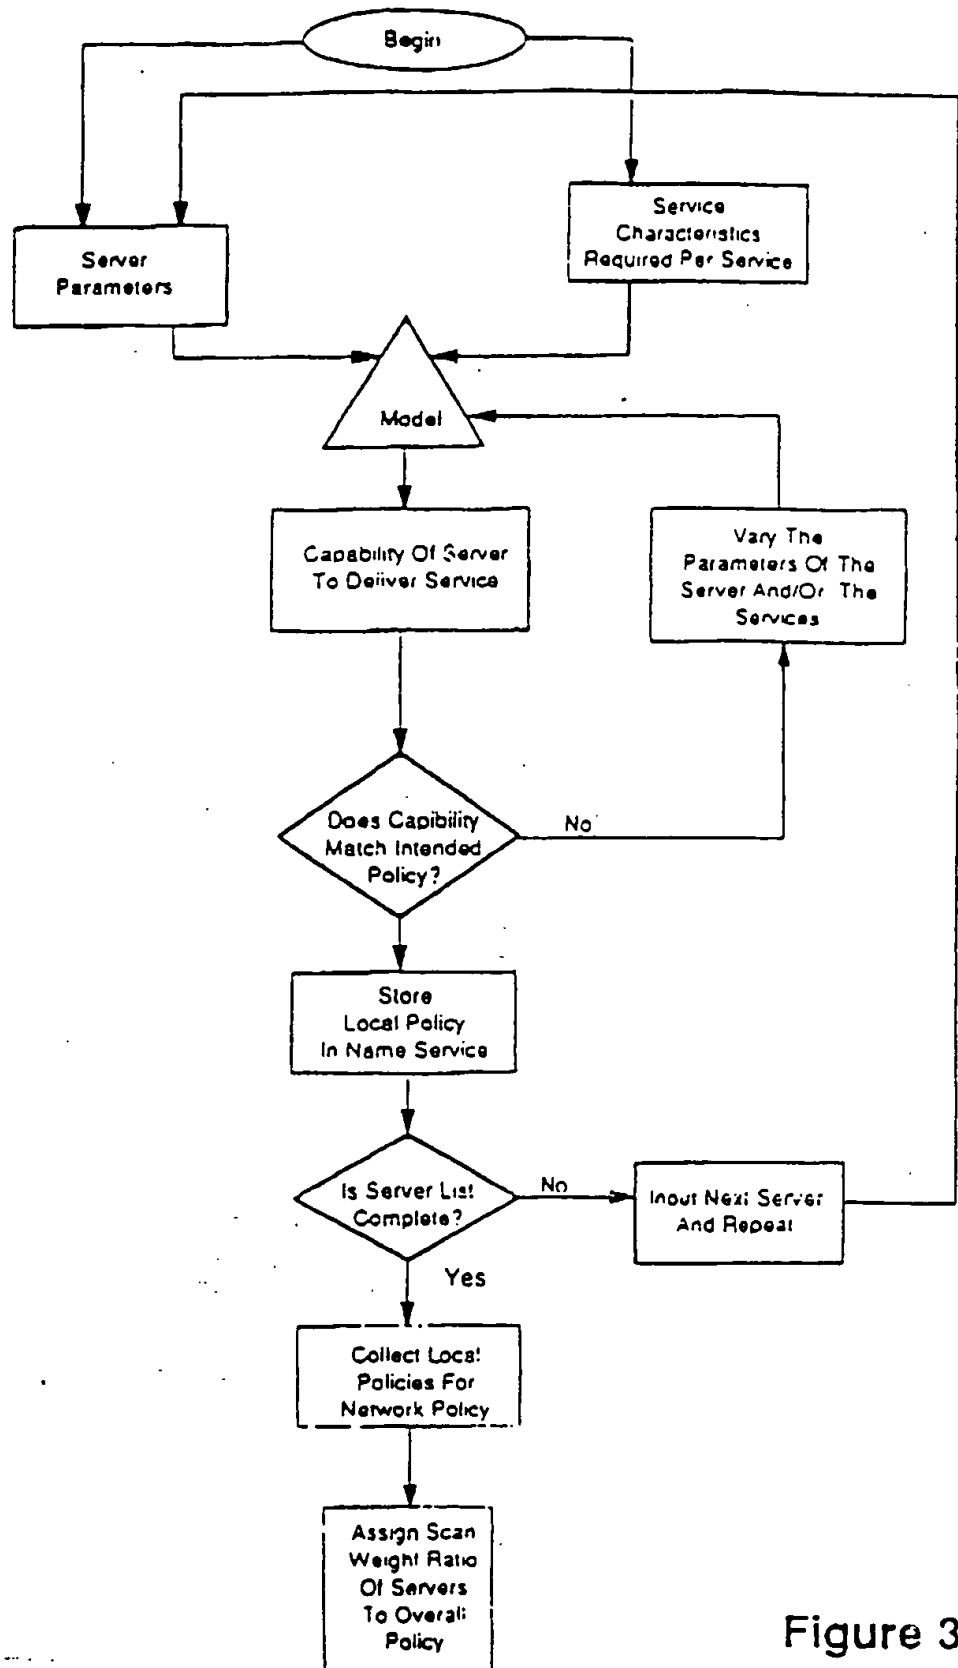 Begin
Server
Parameters
Service
Characteristics
Required Per Service
Model
Capability Of Server
To Deliver Service
Vary The
Parameters Of The
Server And/Or The
Services
Does Capibility
Match Intended
Policy?
No
Store
Local Policy
In Name Service
Is Server List
Complete?
No
Input Next Server
And Repeat
Yes
Collect Local
Policies For
Network Policy
Assign Scan
Weight Ratio
Of Servers
To Overall
Policy
Figure 3